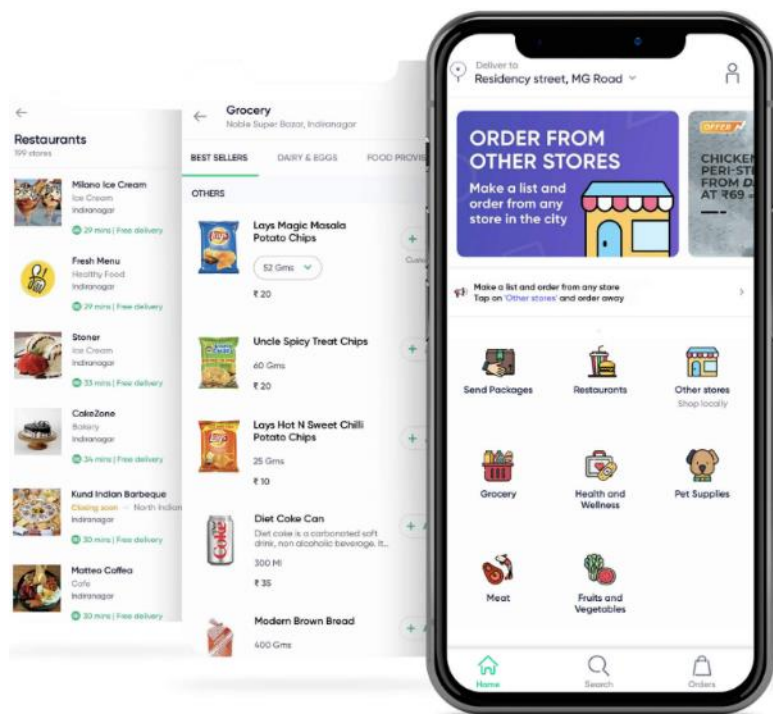 Restaurants
199 stores
Milano Ice Cream
Ice Cream
Indiranagar
29 mins | Free delivery
Fresh Menu
Healthy Food
Indiranagar
29 mins | Free delivery
Stoner
Ice Cream
Indiranagar
33 mins | Free delivery
CakeZone
Bakery
Indiranagar
34 mins | Free delivery
Kund Indian Barbeque
Closing soon — North Indian
Indiranagar
30 mins | Free delivery
Matteo Coffea
Cafe
Indiranagar
30 mins | Free delivery
Grocery
Noble Super Bazar, Indiranagar
BEST SELLERS DAIRY & EGGS FOOD PROVI
OTHERS
Lays
Lays Magic Masala
Potato Chips
+
52 Gms
₹ 20
Uncle Spicy Treat Chips
+
60 Gms
₹ 20
Lays
Lays Hot N Sweet Chilli
Potato Chips
+
25 Gms
₹ 10
Diet Coke
Diet Coke Can
Diet coke is a carbonated soft
drink, non alcoholic beverage. It...
+ A
300 Ml
₹ 35
Modern Brown Bread
+ A
400 Gms
Deliver to
Residency street, MG Road
ORDER FROM
OTHER STORES
Make a list and
order from any
store in the city
OFFER
CHICKEN
PERI-STE
FROM D
AT ₹69
Make a list and order from any store
Tap on 'Other stores' and order away
Send Packages
Restaurants
Other stores
Shop locally
Grocery
Health and
Wellness
Pet Supplies
Meat
Fruits and
Vegetables
Home
Search
Orders